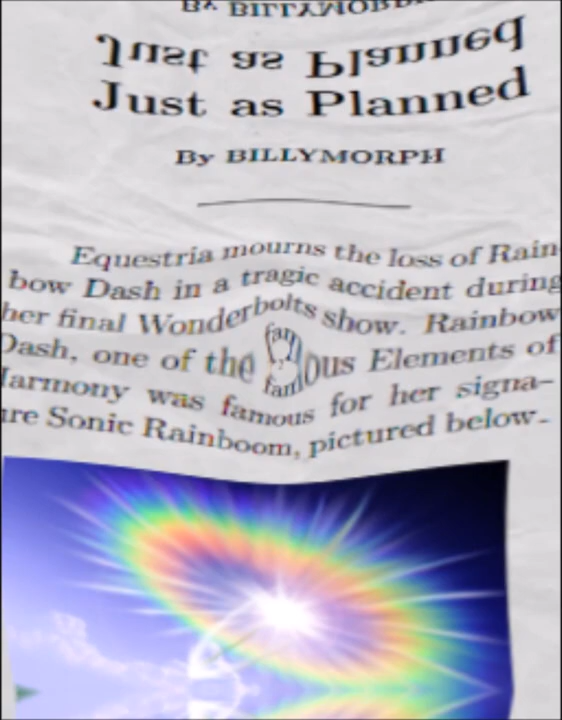 By BILLYMORPH
Just as Planned
Just as Planned
By BILLYMORPH
Equestria mourns the loss of Rain
bow Dash in a tragic accident during
her final Wonderbolts show. Rainbow
Dash, one of the famous Elements of
Harmony was famous for her signa-
ure Sonic Rainboom, pictured below-